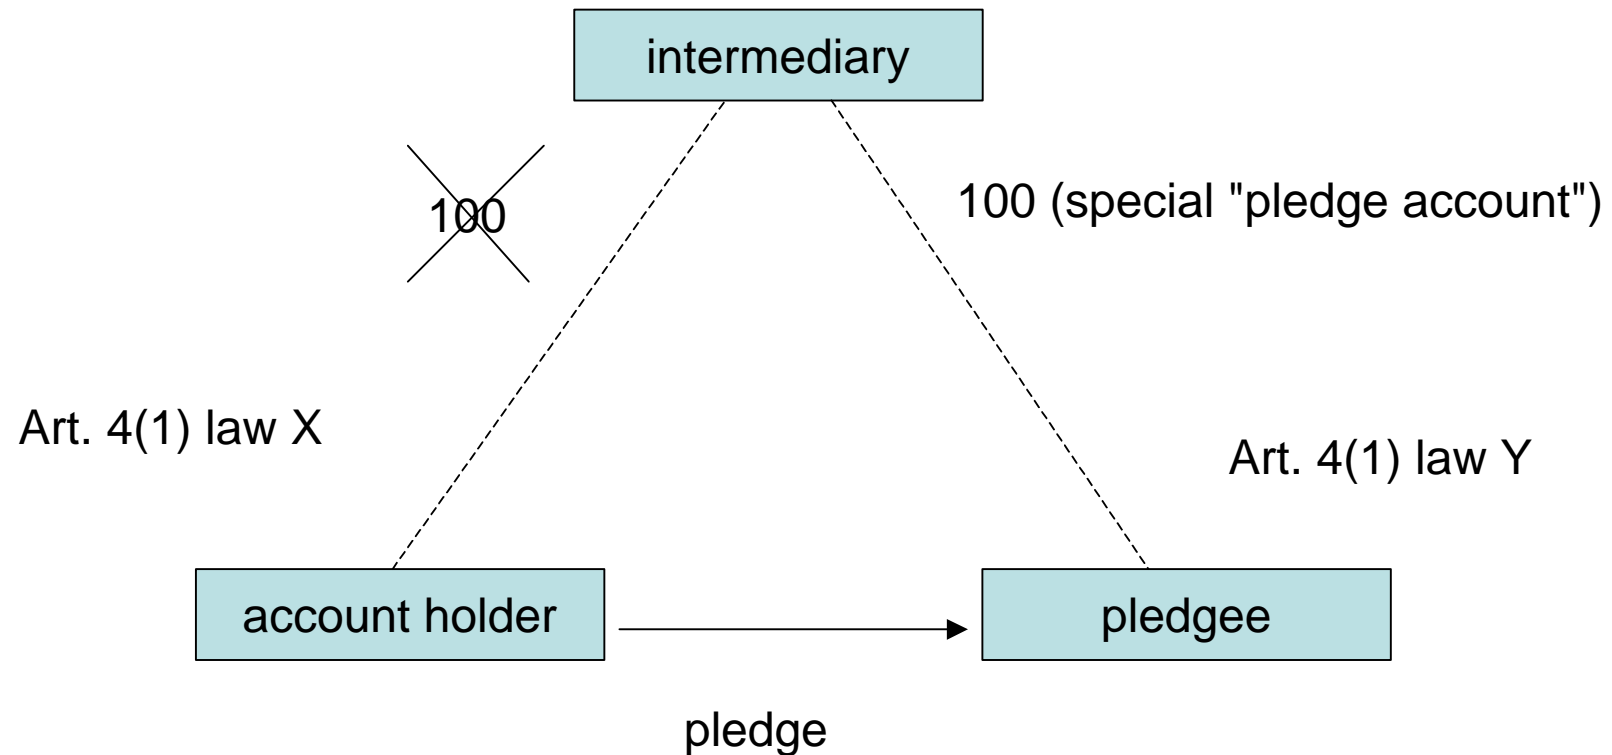 intermediary
100
100 (special "pledge account")
Art. 4(1) law X
Art. 4(1) law Y
account holder
pledgee
pledge